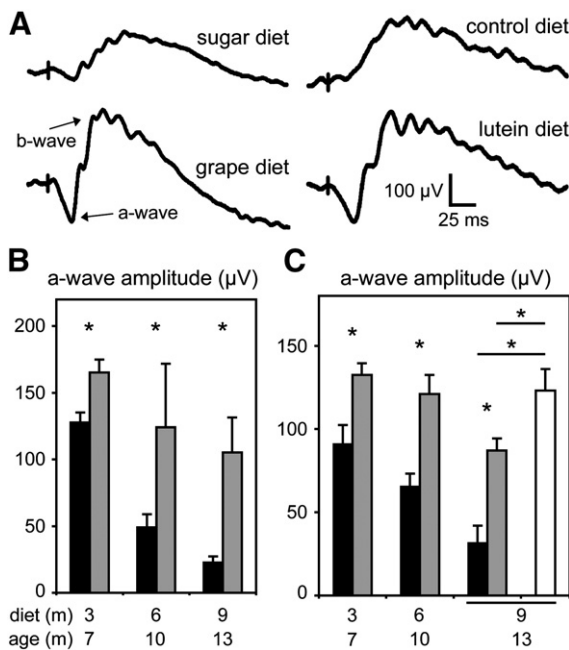 A
sugar diet
control diet
b-wave
grape diet
a-wave
lutein diet
100 µV
25 ms
B
a-wave amplitude (µV)
200
150
100
50
0
*
*
*
diet (m) 3 6 9
age (m) 7 10 13
C
a-wave amplitude (µV)
150
100
50
0
*
*
*
*
*
3 6 9
7 10 13